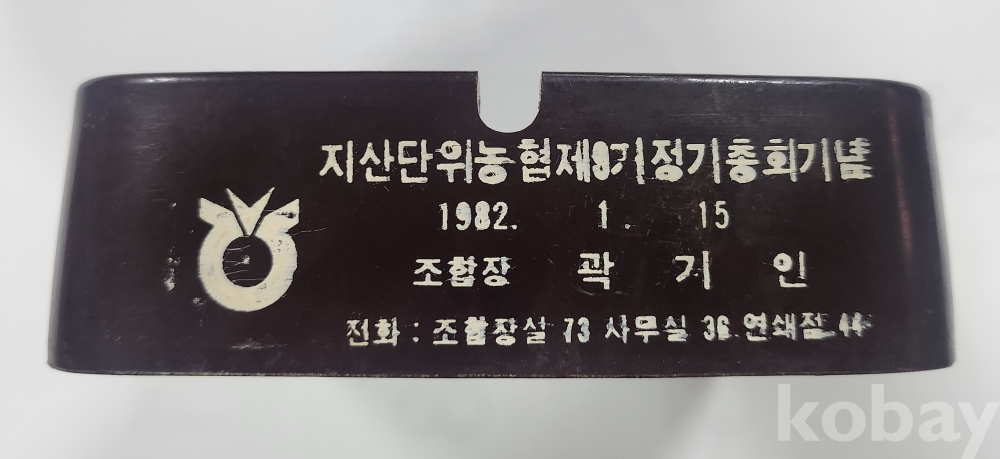 지산단위농협제9기정기총회기념
1982. 1. 15
조합장 곽기인
전화 : 조합장실 73 사무실 36 연쇄점 44
kobay